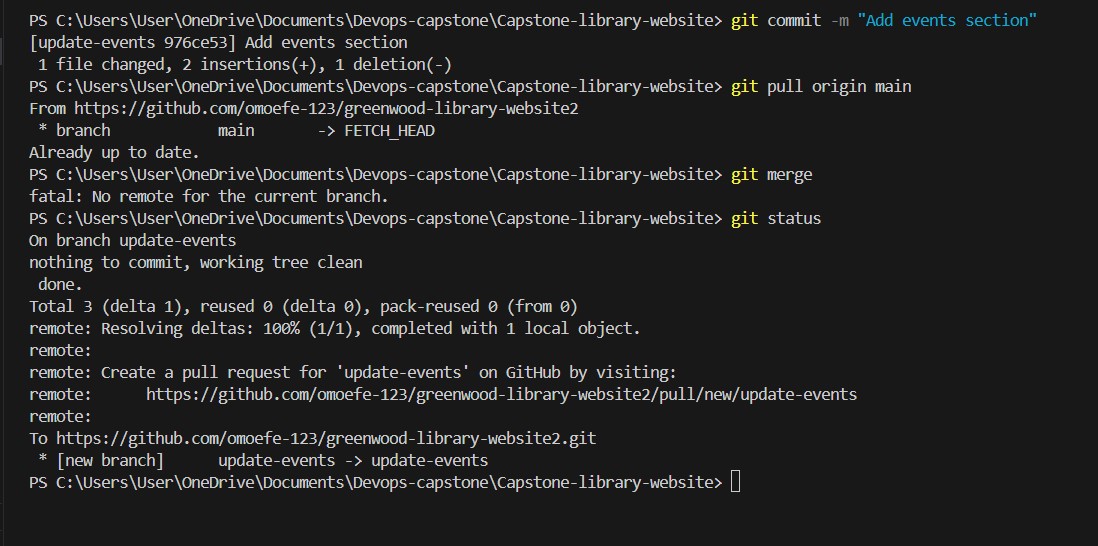 PS C:\Users\User\OneDrive\Documents\Devops-capstone\Capstone-library-website> git commit -m "Add events section"
[update-events 976ce53] Add events section
 1 file changed, 2 insertions(+), 1 deletion(-)
PS C:\Users\User\OneDrive\Documents\Devops-capstone\Capstone-library-website> git pull origin main
From https://github.com/omoefe-123/greenwood-library-website2
 * branch            main       -> FETCH_HEAD
Already up to date.
PS C:\Users\User\OneDrive\Documents\Devops-capstone\Capstone-library-website> git merge
fatal: No remote for the current branch.
PS C:\Users\User\OneDrive\Documents\Devops-capstone\Capstone-library-website> git status
On branch update-events
nothing to commit, working tree clean
 done.
Total 3 (delta 1), reused 0 (delta 0), pack-reused 0 (from 0)
remote: Resolving deltas: 100% (1/1), completed with 1 local object.
remote:
remote: Create a pull request for 'update-events' on GitHub by visiting:
remote:      https://github.com/omoefe-123/greenwood-library-website2/pull/new/update-events
remote:
To https://github.com/omoefe-123/greenwood-library-website2.git
 * [new branch]      update-events -> update-events
PS C:\Users\User\OneDrive\Documents\Devops-capstone\Capstone-library-website>